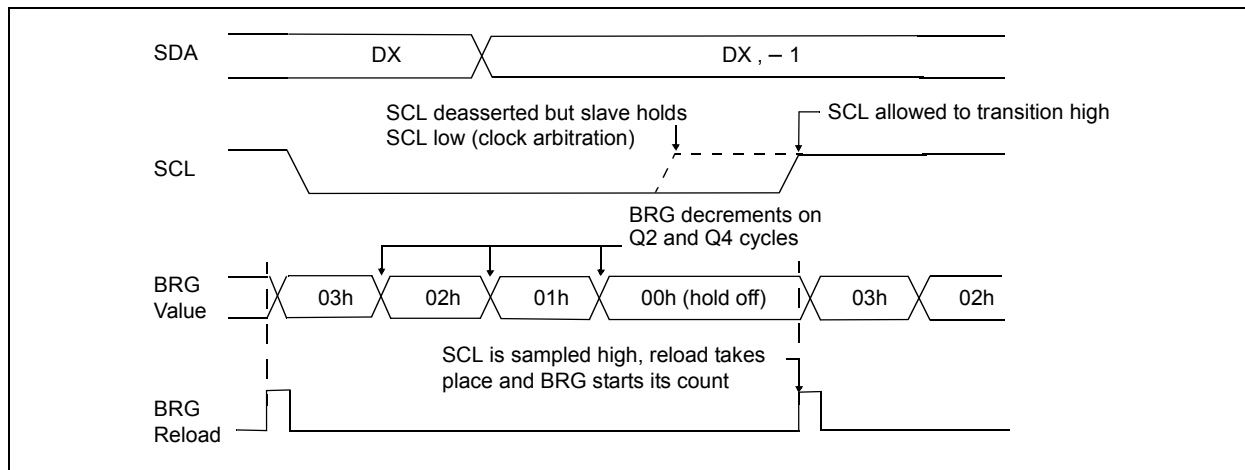 SDA
DX
DX , – 1
SCL deasserted but slave holds
SCL low (clock arbitration)
SCL allowed to transition high
SCL
BRG decrements on
Q2 and Q4 cycles
BRG
Value
03h
02h
01h
00h (hold off)
03h
02h
SCL is sampled high, reload takes
place and BRG starts its count
BRG
Reload